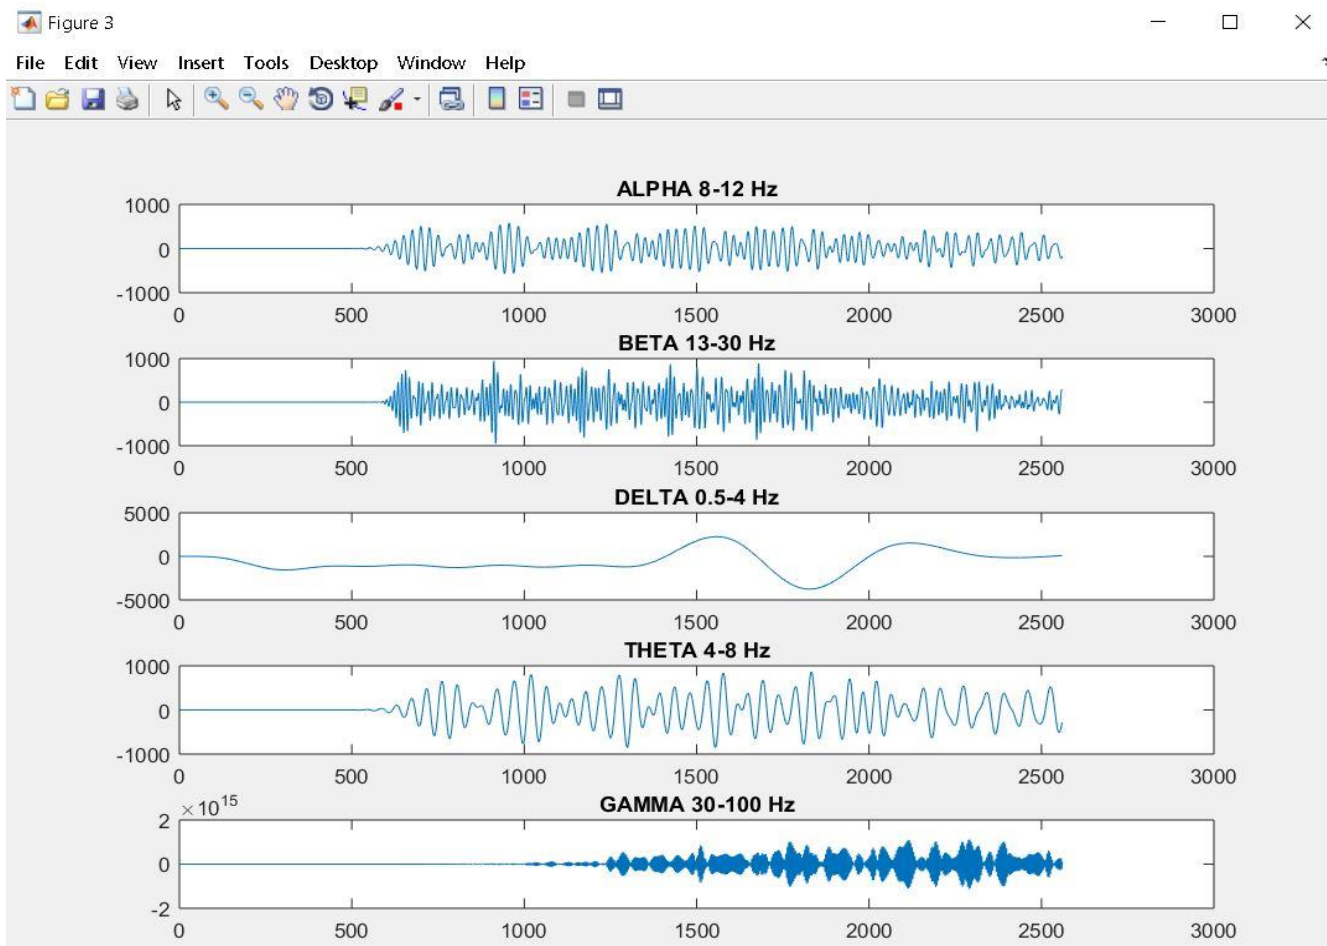 Figure 3
File Edit View Insert Tools Desktop Window Help
ALPHA 8-12 Hz
1000
0
-1000
0 500 1000 1500 2000 2500 3000
BETA 13-30 Hz
1000
0
-1000
0 500 1000 1500 2000 2500 3000
DELTA 0.5-4 Hz
5000
0
-5000
0 500 1000 1500 2000 2500 3000
THETA 4-8 Hz
1000
0
-1000
0 500 1000 1500 2000 2500 3000
× 10^15
GAMMA 30-100 Hz
2
0
-2
0 500 1000 1500 2000 2500 3000